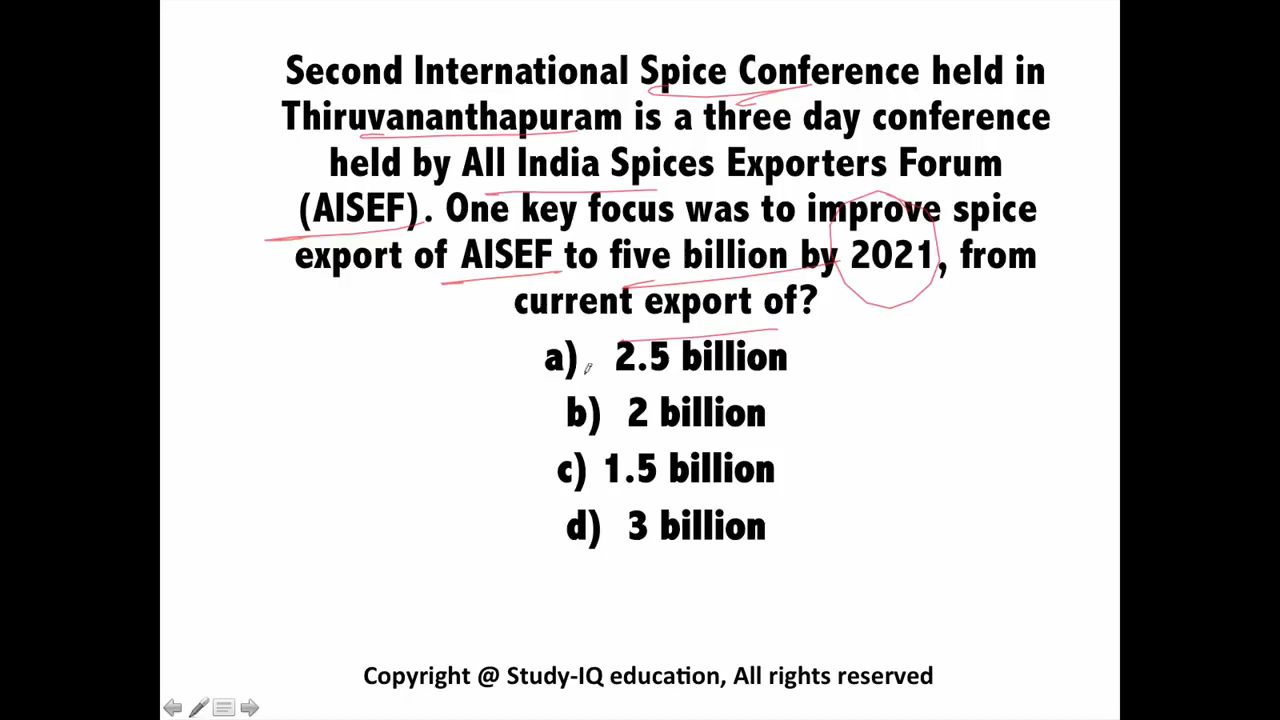 Second International Spice Conference held in
Thiruvananthapuram is a three day conference
held by All India Spices Exporters Forum
(AISEF). One key focus was to improve spice
export of AISEF to five billion by 2021, from
current export of?
a) 2.5 billion
b) 2 billion
c) 1.5 billion
d) 3 billion
Copyright @ Study-IQ education, All rights reserved